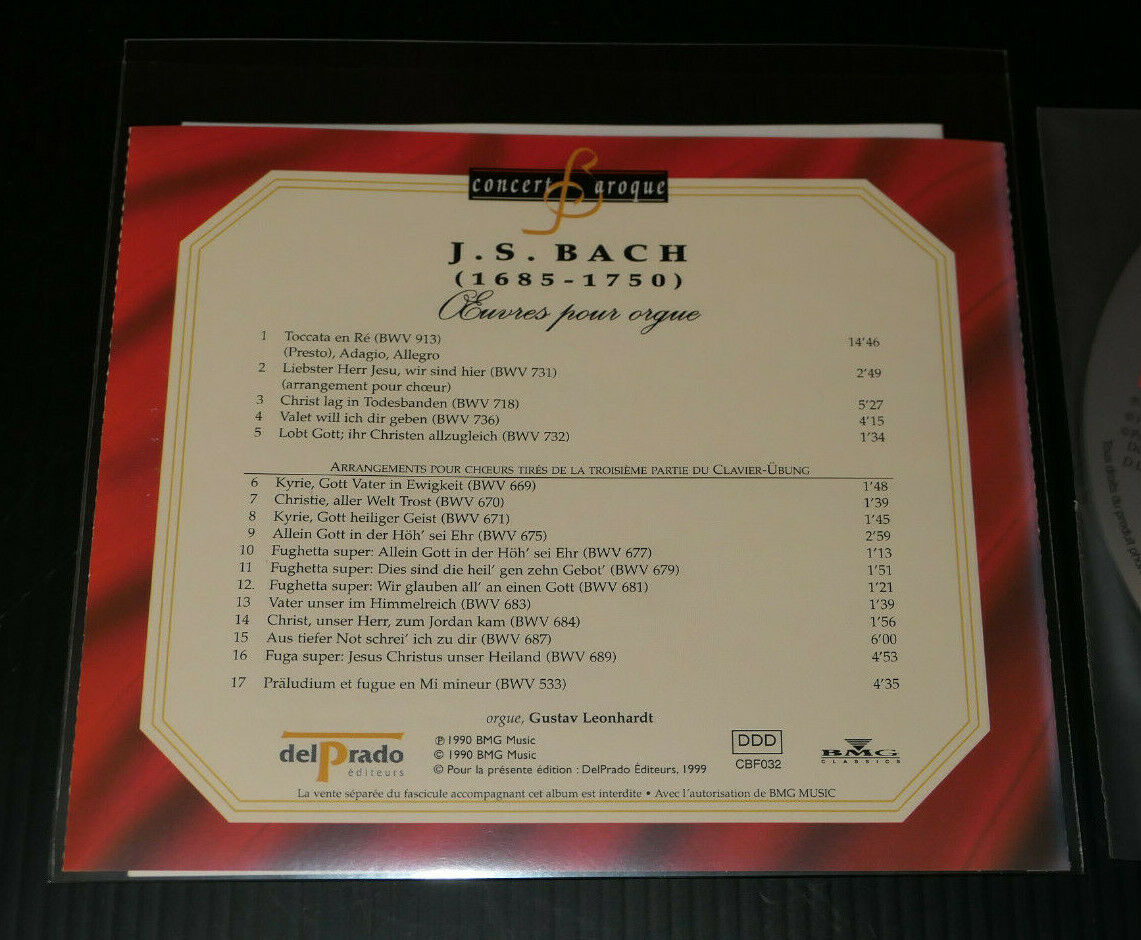 concert Baroque
J.S. BACH
(1685-1750)
Œuvres pour orgue
1 Toccata en Ré (BWV 913) 14'46
(Presto), Adagio, Allegro
2 Liebster Herr Jesu, wir sind hier (BWV 731) 2'49
(arrangement pour chœur)
3 Christ lag in Todesbanden (BWV 718) 5'27
4 Valet will ich dir geben (BWV 736) 4'15
5 Lobt Gott; ihr Christen allzugleich (BWV 732) 1'34
ARRANGEMENTS POUR CHŒURS TIRÉS DE LA TROISIÈME PARTIE DU CLAVIER-ÜBUNG
6 Kyrie, Gott Vater in Ewigkeit (BWV 669) 1'48
7 Christie, aller Welt Trost (BWV 670) 1'39
8 Kyrie, Gott heiliger Geist (BWV 671) 1'45
9 Allein Gott in der Höh' sei Ehr (BWV 675) 2'59
10 Fughetta super: Allein Gott in der Höh' sei Ehr (BWV 677) 1'13
11 Fughetta super: Dies sind die heil' gen zehn Gebot' (BWV 679) 1'51
12. Fughetta super: Wir glauben all' an einen Gott (BWV 681) 1'21
13 Vater unser im Himmelreich (BWV 683) 1'39
14 Christ, unser Herr, zum Jordan kam (BWV 684) 1'56
15 Aus tiefer Not schrei' ich zu dir (BWV 687) 6'00
16 Fuga super: Jesus Christus unser Heiland (BWV 689) 4'53
17 Präludium et fugue en Mi mineur (BWV 533) 4'35
orgue, Gustav Leonhardt
delPrado
éditeurs
℗ 1990 BMG Music
© 1990 BMG Music
© Pour la présente édition : DelPrado Éditeurs, 1999
DDD
CBF032
BMG
CLASSICS
La vente séparée du fascicule accompagnant cet album est interdite • Avec l'autorisation de BMG MUSIC
Tous droits du produit